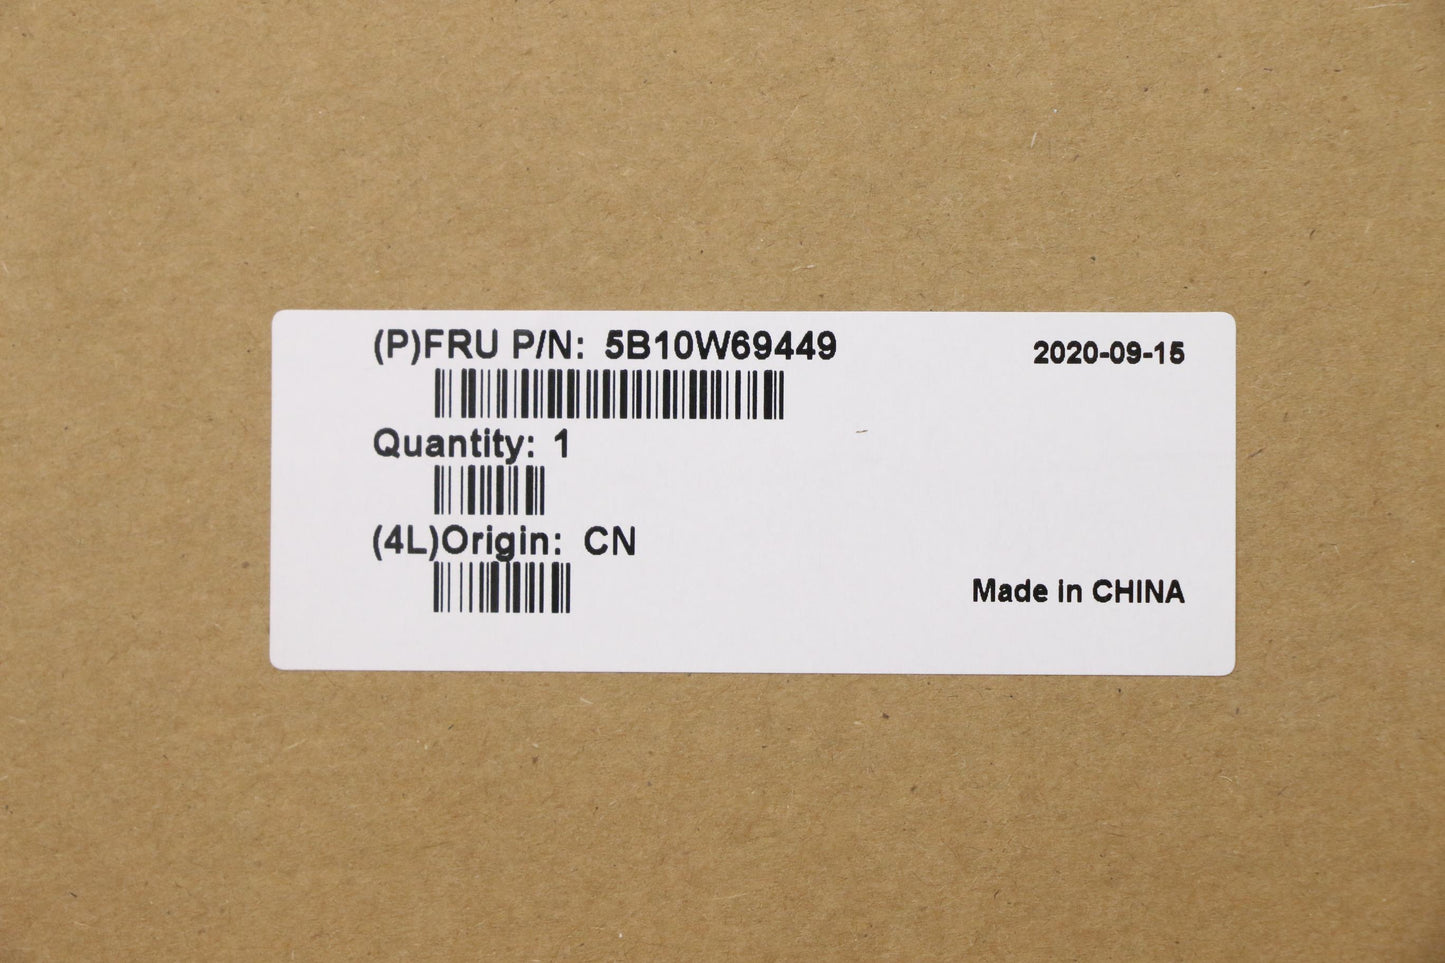 (P)FRU P/N: 5B10W69449
2020-09-15
Quantity: 1
(4L)Origin: CN
Made in CHINA